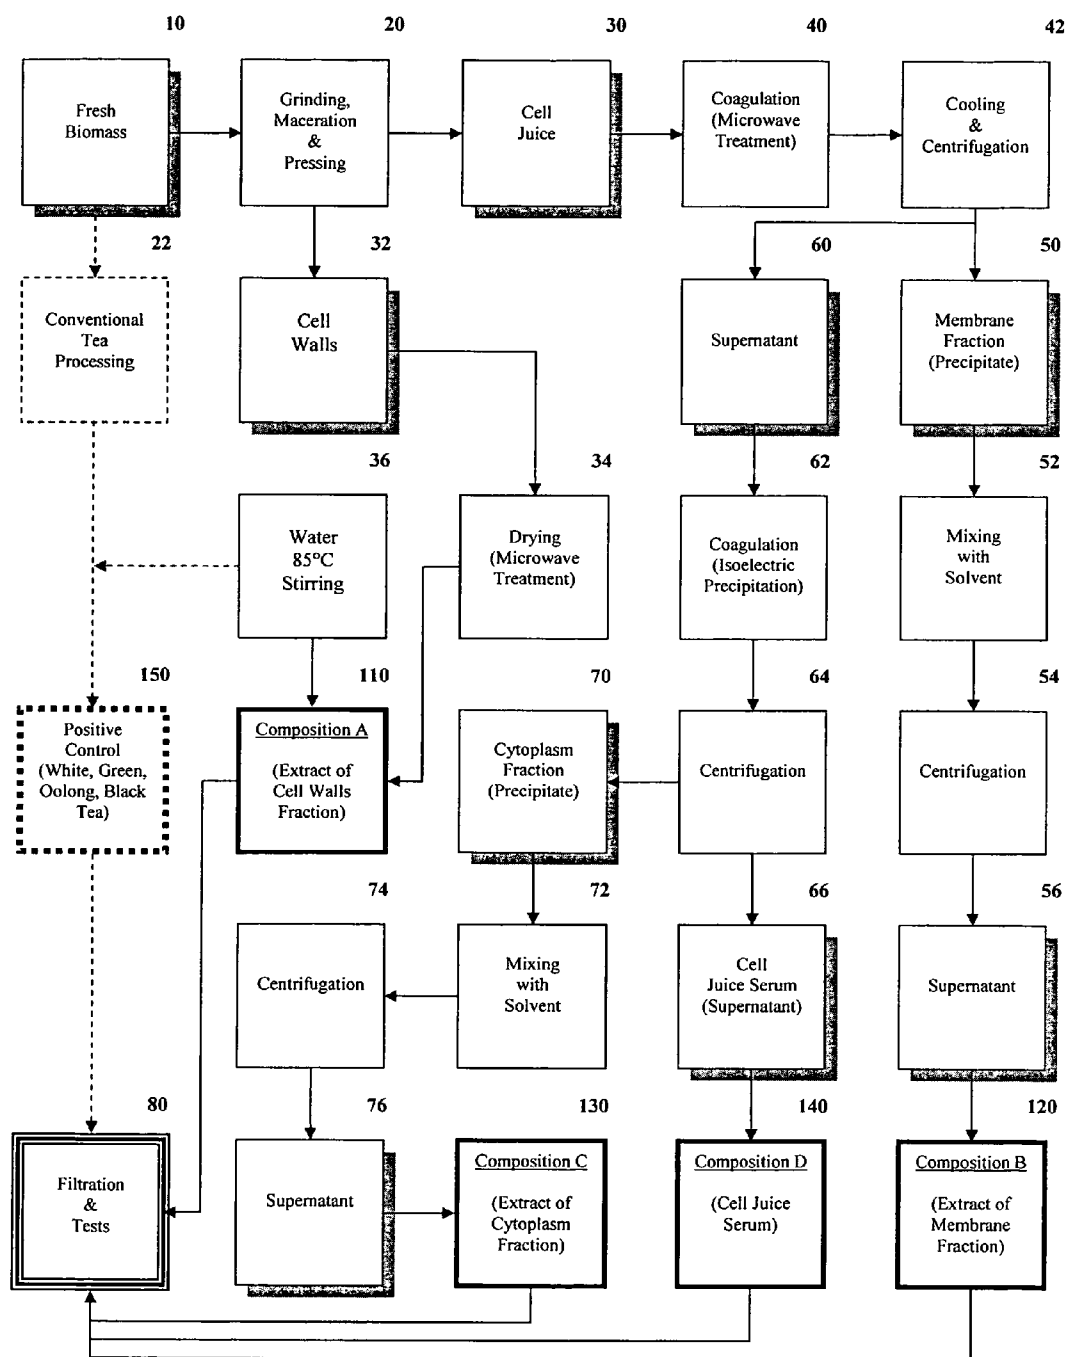 10
20
30
40
42
Fresh
Biomass
Grinding,
Maceration
&
Pressing
Cell
Juice
Coagulation
(Microwave
Treatment)
Cooling
&
Centrifugation
22
32
60
50
Conventional
Tea
Processing
Cell
Walls
Supernatant
Membrane
Fraction
(Precipitate)
36
34
62
52
Water
85°C
Stirring
Drying
(Microwave
Treatment)
Coagulation
(Isoelectric
Precipitation)
Mixing
with
Solvent
150
110
70
64
54
Positive
Control
(White, Green,
Oolong, Black
Tea)
Composition A
(Extract of
Cell Walls
Fraction)
Cytoplasm
Fraction
(Precipitate)
Centrifugation
Centrifugation
74
72
66
56
Centrifugation
Mixing
with
Solvent
Cell
Juice Serum
(Supernatant)
Supernatant
80
76
130
140
120
Filtration
&
Tests
Supernatant
Composition C
(Extract of
Cytoplasm
Fraction)
Composition D
(Cell Juice
Serum)
Composition B
(Extract of
Membrane
Fraction)